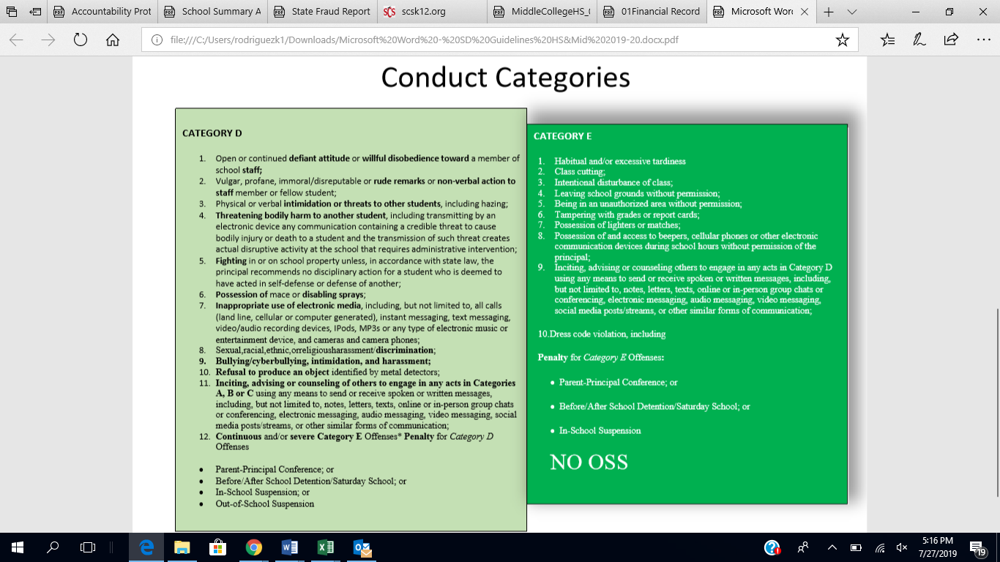 Accountability Prot
School Summary A
State Fraud Report
SCS scsk12.org
MiddleCollegeHS_(
01Financial Record
Microsoft Wor
file:///C:/Users/rodriguezk1/Downloads/Microsoft%20Word%20-%20SD%20Guidelines%20HS&Mid%202019-20.docx.pdf
Conduct Categories
CATEGORY D
1. Open or continued defiant attitude or willful disobedience toward a member of
school staff;
2. Vulgar, profane, immoral/disreputable or rude remarks or non-verbal action to
staff member or fellow student;
3. Physical or verbal intimidation or threats to other students, including hazing;
4. Threatening bodily harm to another student, including transmitting by an
electronic device any communication containing a credible threat to cause
bodily injury or death to a student and the transmission of such threat creates
actual disruptive activity at the school that requires administrative intervention;
5. Fighting in or on school property unless, in accordance with state law, the
principal recommends no disciplinary action for a student who is deemed to
have acted in self-defense or defense of another;
6. Possession of mace or disabling sprays;
7. Inappropriate use of electronic media, including, but not limited to, all calls
(land line, cellular or computer generated), instant messaging, text messaging,
video/audio recording devices, IPods, MP3s or any type of electronic music or
entertainment device, and cameras and camera phones;
8. Sexual,racial,ethnic,orreligiousharassment/discrimination;
9. Bullying/cyberbullying, intimidation, and harassment;
10. Refusal to produce an object identified by metal detectors;
11. Inciting, advising or counseling of others to engage in any acts in Categories
A, B or C using any means to send or receive spoken or written messages,
including, but not limited to, notes, letters, texts, online or in-person group chats
or conferencing, electronic messaging, audio messaging, video messaging, social
media posts/streams, or other similar forms of communication;
12. Continuous and/or severe Category E Offenses* Penalty for Category D
Offenses
• Parent-Principal Conference; or
• Before/After School Detention/Saturday School; or
• In-School Suspension; or
• Out-of-School Suspension
CATEGORY E
1. Habitual and/or excessive tardiness
2. Class cutting;
3. Intentional disturbance of class;
4. Leaving school grounds without permission;
5. Being in an unauthorized area without permission;
6. Tampering with grades or report cards;
7. Possession of lighters or matches;
8. Possession of and access to beepers, cellular phones or other electronic
communication devices during school hours without permission of the
principal;
9. Inciting, advising or counseling others to engage in any acts in Category D
using any means to send or receive spoken or written messages, including,
but not limited to, notes, letters, texts, online or in-person group chats or
conferencing, electronic messaging, audio messaging, video messaging,
social media posts/streams, or other similar forms of communication;
10.Dress code violation, including
Penalty for Category E Offenses:
• Parent-Principal Conference; or
• Before/After School Detention/Saturday School; or
• In-School Suspension
NO OSS
5:16 PM
7/27/2019
19